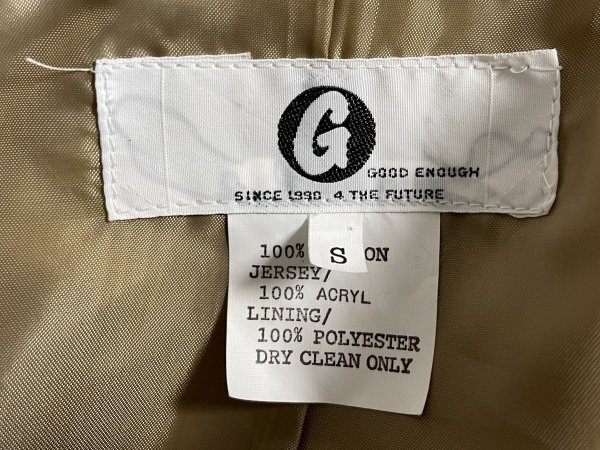 G
GOOD ENOUGH
SINCE 1990. 4 THE FUTURE
S
100% ON
JERSEY/
100% ACRYL
LINING/
100% POLYESTER
DRY CLEAN ONLY